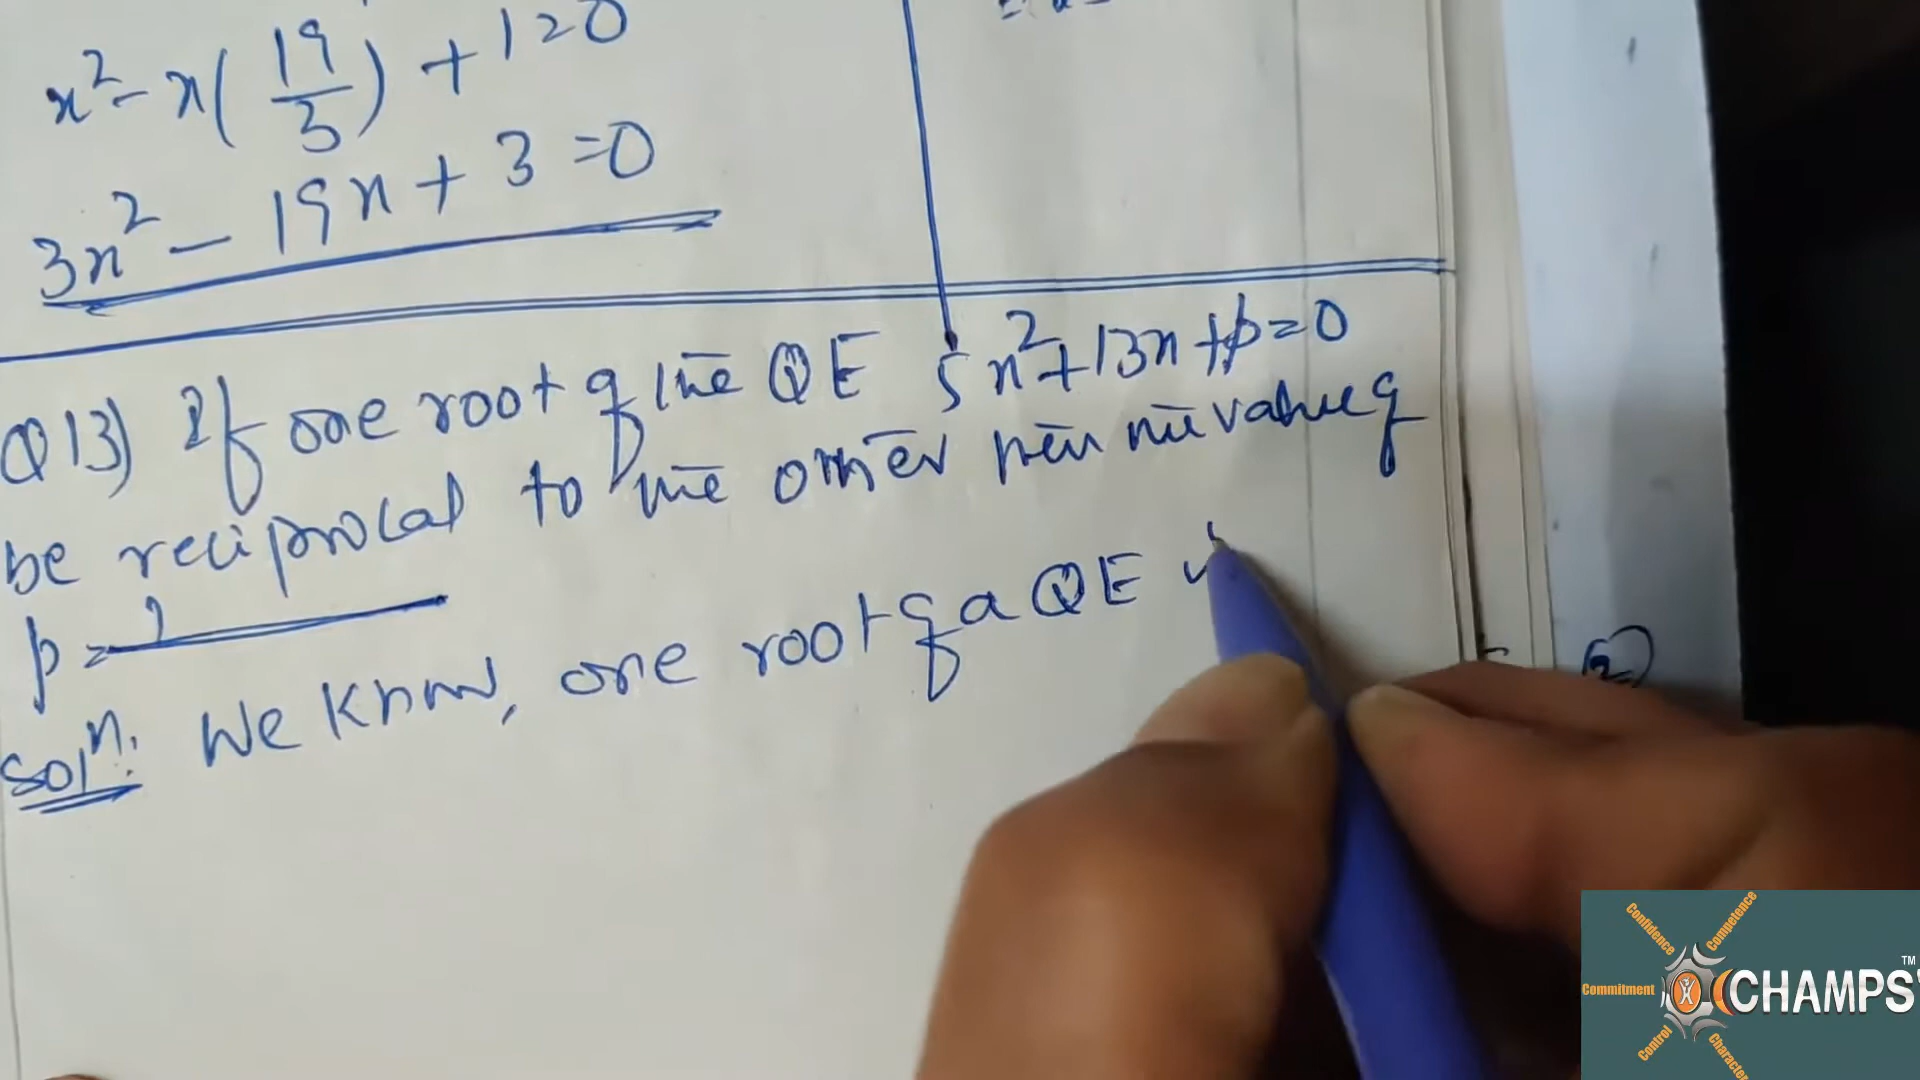 x² - x(19/3) + 1 = 0
3x² - 19x + 3 = 0
Q13) If one root of the QE 5x² + 13x + p = 0
be reciprocal to the other then the value of
p = ?
Solⁿ: We know, one root of a QE
(2)
Confidence
Competence
Commitment
CHAMPS™
Control
Character